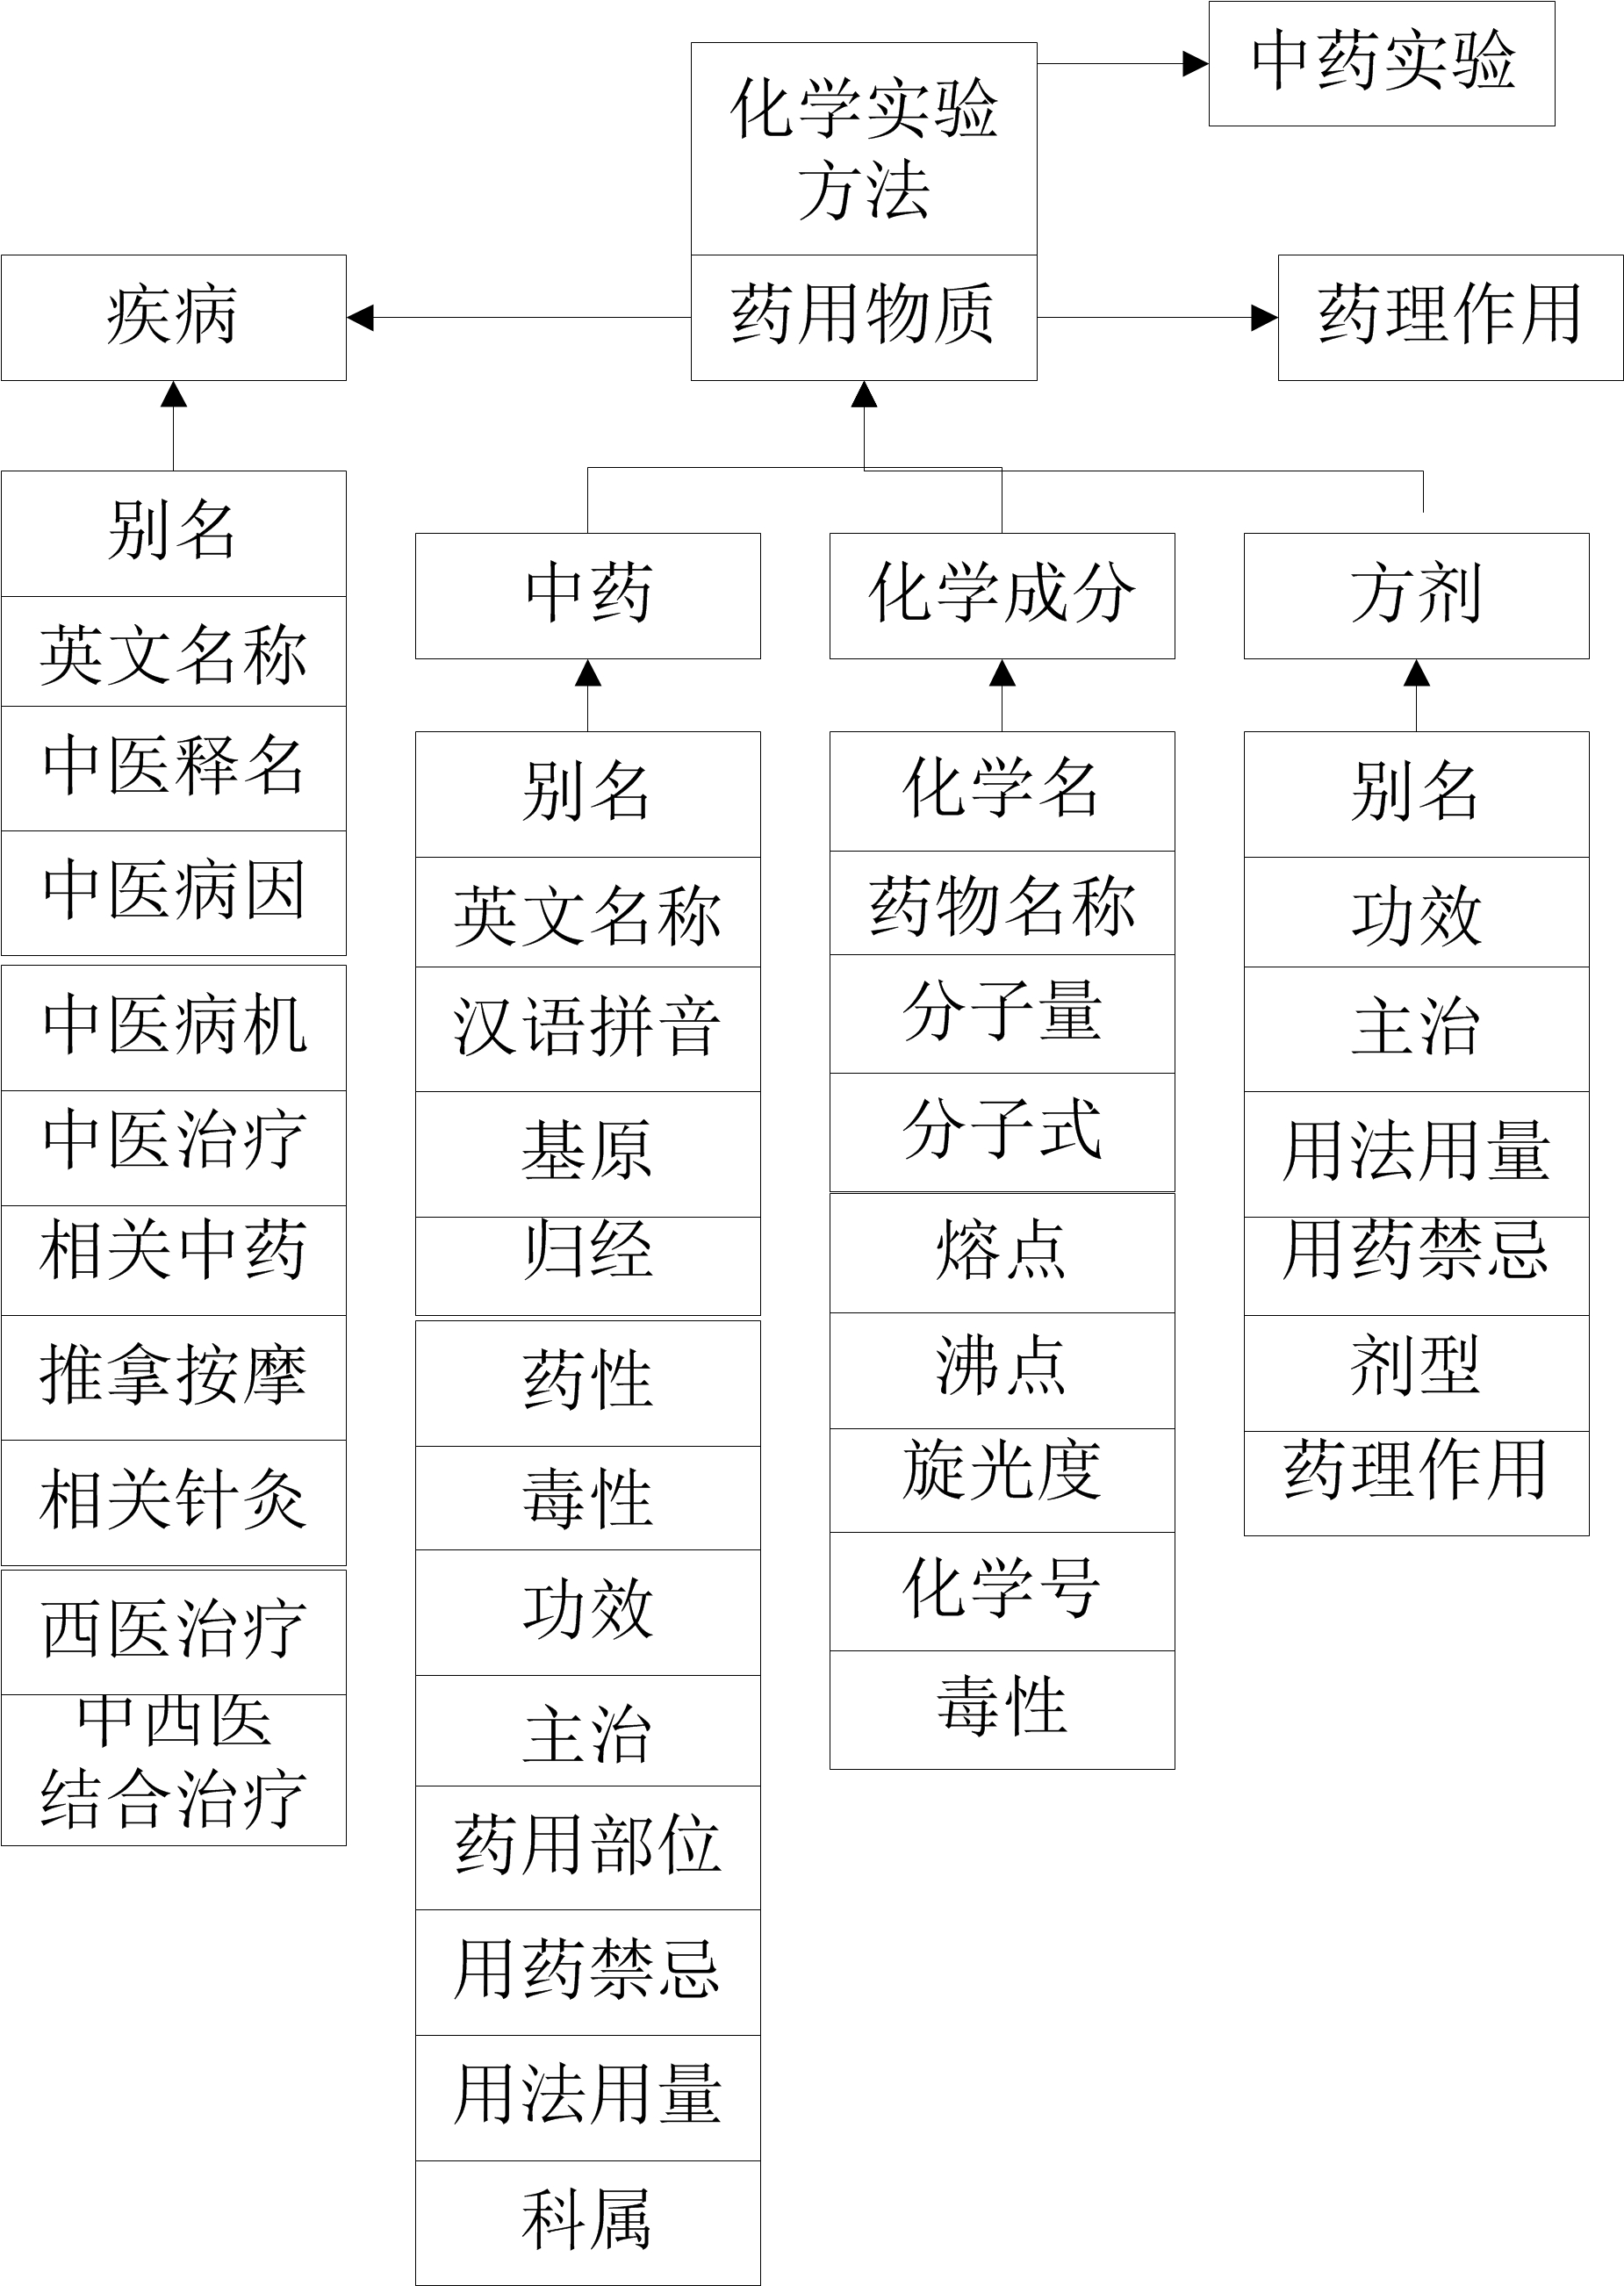 中药实验
化学实验
方法
疾病
药用物质
药理作用
别名
英文名称
中医释名
中医病因
中医病机
中医治疗
相关中药
推拿按摩
相关针灸
西医治疗
中西医
结合治疗
中药
别名
英文名称
汉语拼音
基原
归经
药性
毒性
功效
主治
药用部位
用药禁忌
用法用量
科属
化学成分
化学名
药物名称
分子量
分子式
熔点
沸点
旋光度
化学号
毒性
方剂
别名
功效
主治
用法用量
用药禁忌
剂型
药理作用